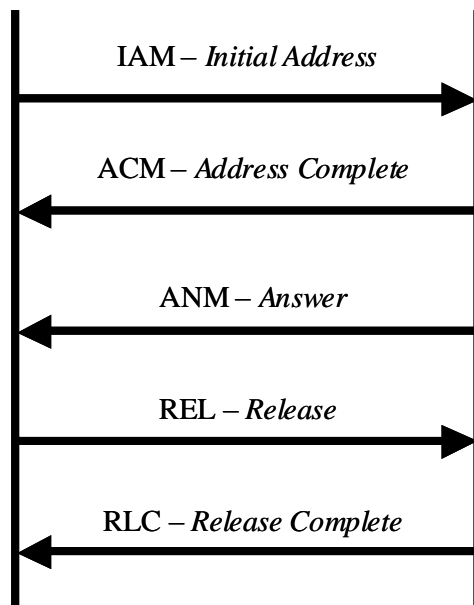 IAM – Initial Address
ACM – Address Complete
ANM – Answer
REL – Release
RLC – Release Complete